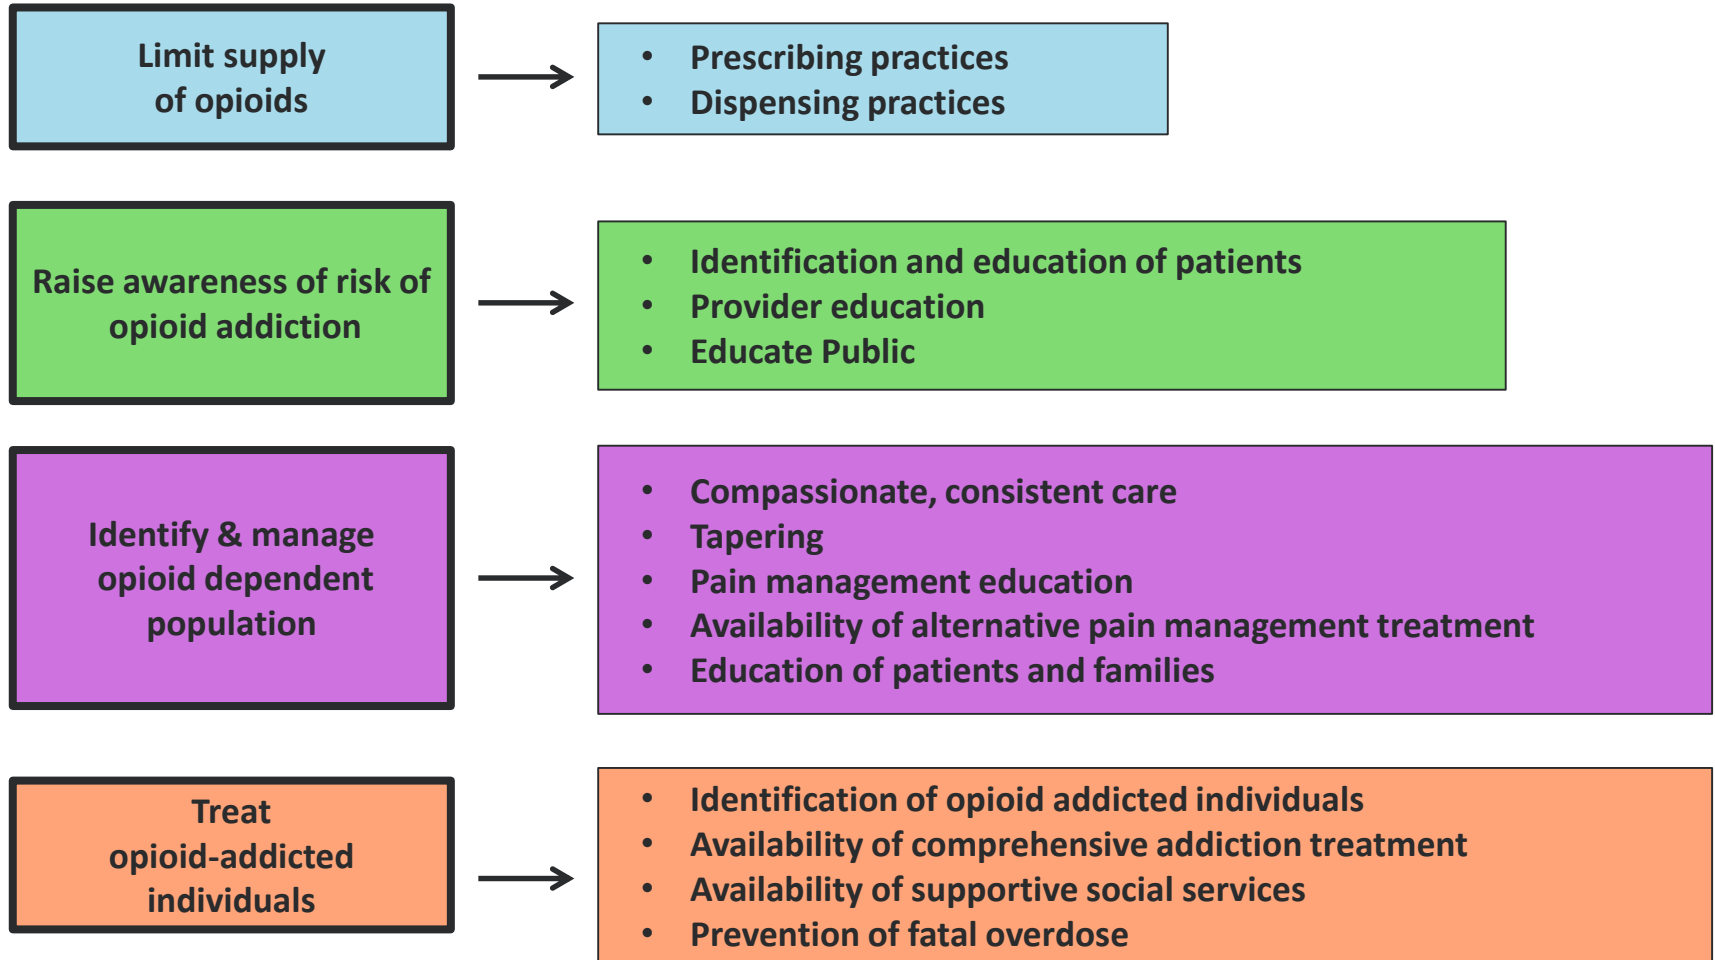 Limit supply
of opioids
• Prescribing practices
• Dispensing practices
Raise awareness of risk of
opioid addiction
• Identification and education of patients
• Provider education
• Educate Public
Identify & manage
opioid dependent
population
• Compassionate, consistent care
• Tapering
• Pain management education
• Availability of alternative pain management treatment
• Education of patients and families
Treat
opioid-addicted
individuals
• Identification of opioid addicted individuals
• Availability of comprehensive addiction treatment
• Availability of supportive social services
• Prevention of fatal overdose